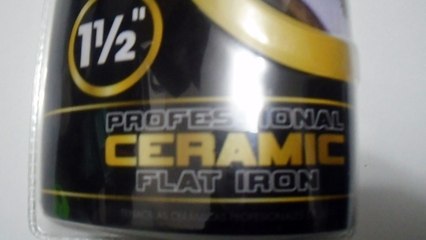 1½"
PROFESSIONAL
CERAMIC
FLAT IRON